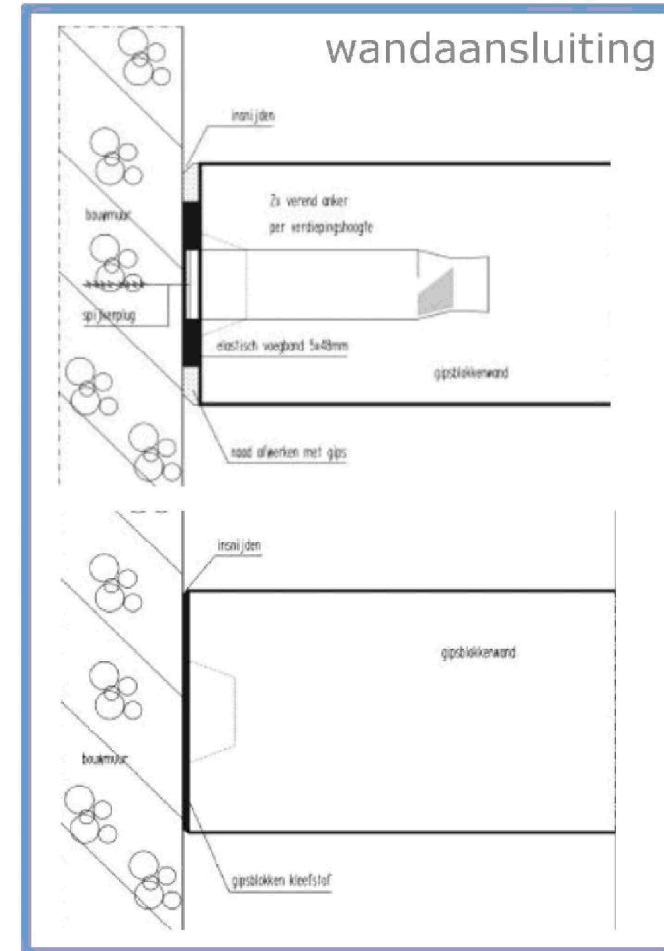 wandaansluiting
insnijden
2x verend anker
per verdiepingshoogte
bouwmuur
spijkerplug
elastisch voegband 5x48mm
gipsblokkenwand
naad afwerken met gips
insnijden
gipsblokkenwand
bouwmuur
gipsblokken kleefstof